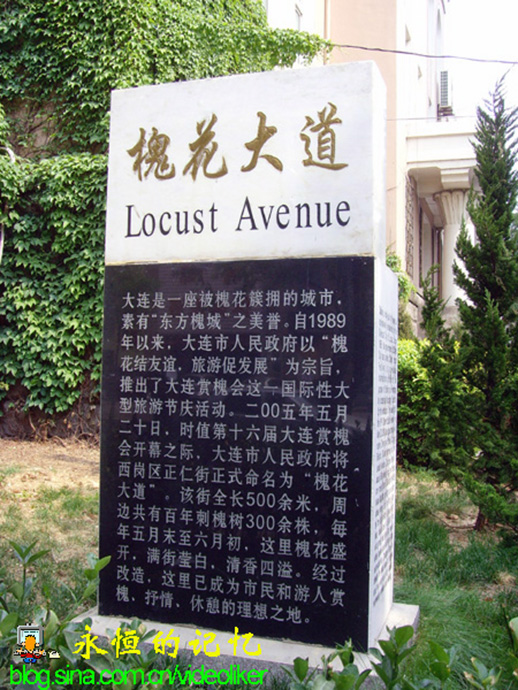 槐花大道
Locust Avenue
大连是一座被槐花簇拥的城市，
素有“东方槐城”之美誉。自1989
年以来，大连市人民政府以“槐
花结友谊，旅游促发展”为宗旨，
推出了大连赏槐会这一国际性大
型旅游节庆活动。二00五年五月
二十日，时值第十六届大连赏槐
会开幕之际，大连市人民政府将
西岗区正仁街正式命名为“槐花
大道”。该街全长500余米，周
边共有百年刺槐树300余株，每
年五月末至六月初，这里槐花盛
开，满街莹白，清香四溢。经过
改造，这里已成为市民和游人赏
槐、抒情、休憩的理想之地。
永恒的记忆
blog.sina.com.cn/videoliker